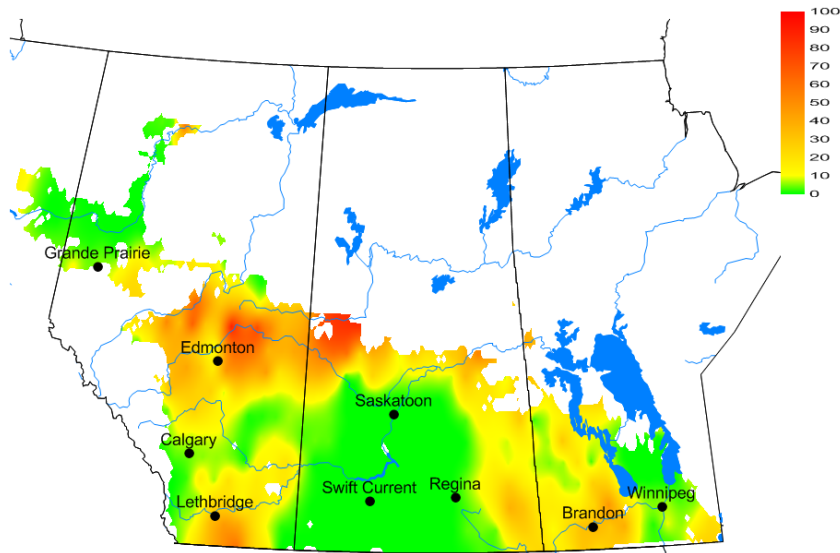 100
90
80
70
60
50
40
30
20
10
0
Grande Prairie
Edmonton
Saskatoon
Calgary
Swift Current
Regina
Lethbridge
Brandon
Winnipeg